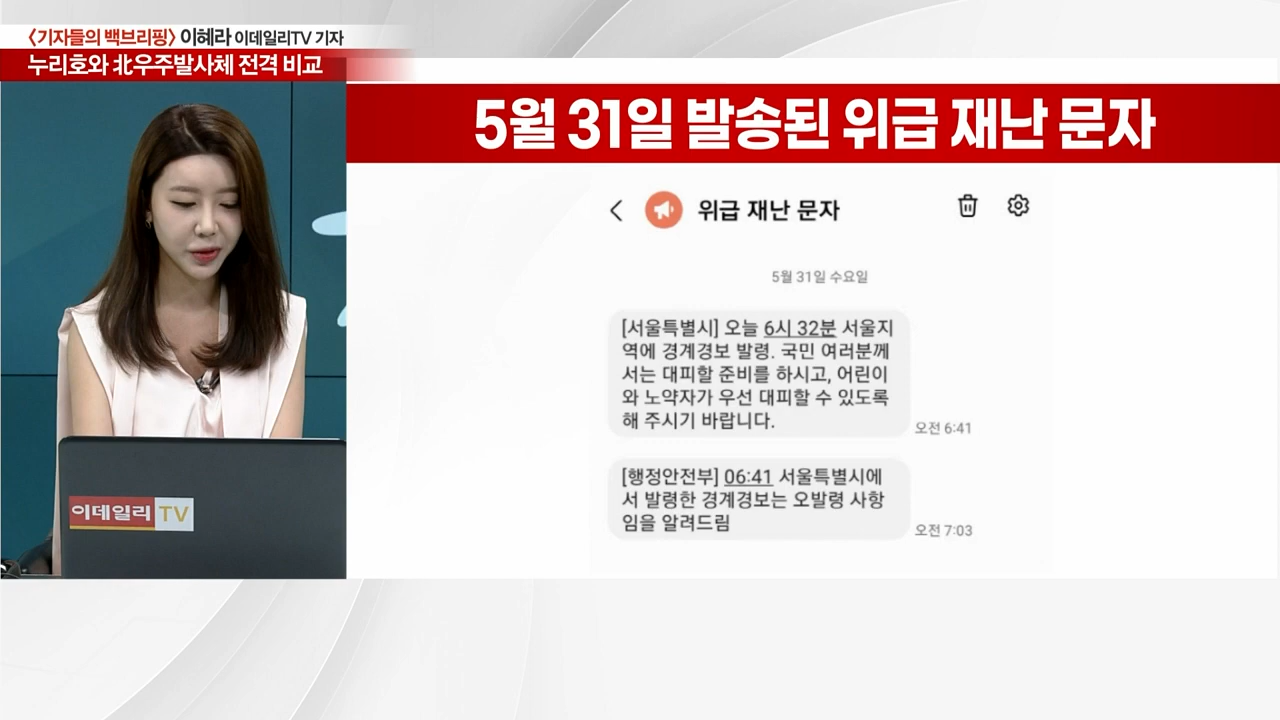 <기자들의 백브리핑> 이혜라 이데일리TV 기자
누리호와 北우주발사체 전격 비교
5월 31일 발송된 위급 재난 문자
위급 재난 문자
5월 31일 수요일
[서울특별시] 오늘 6시 32분 서울지
역에 경계경보 발령. 국민 여러분께
서는 대피할 준비를 하시고, 어린이
와 노약자가 우선 대피할 수 있도록
해 주시기 바랍니다.
오전 6:41
[행정안전부] 06:41 서울특별시에
서 발령한 경계경보는 오발령 사항
임을 알려드림
오전 7:03
이데일리 TV